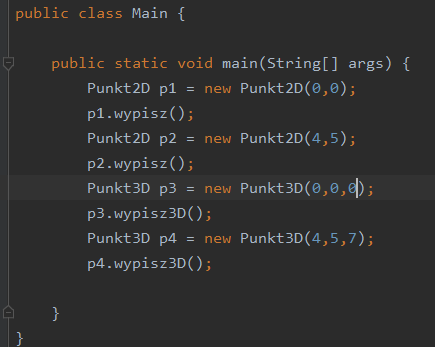 public class Main {
public static void main(String[] args) {
Punkt2D p1 = new Punkt2D(0,0);
p1.wypisz();
Punkt2D p2 = new Punkt2D(4,5);
p2.wypisz();
Punkt3D p3 = new Punkt3D(0,0,0);
p3.wypisz3D();
Punkt3D p4 = new Punkt3D(4,5,7);
p4.wypisz3D();
}
}